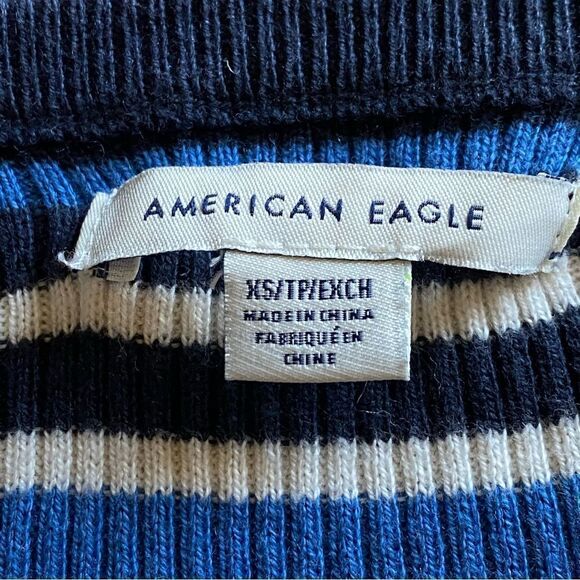 AMERICAN EAGLE
XS/TP/EXCH
MADE IN CHINA
FABRIQUÉ EN
CHINE